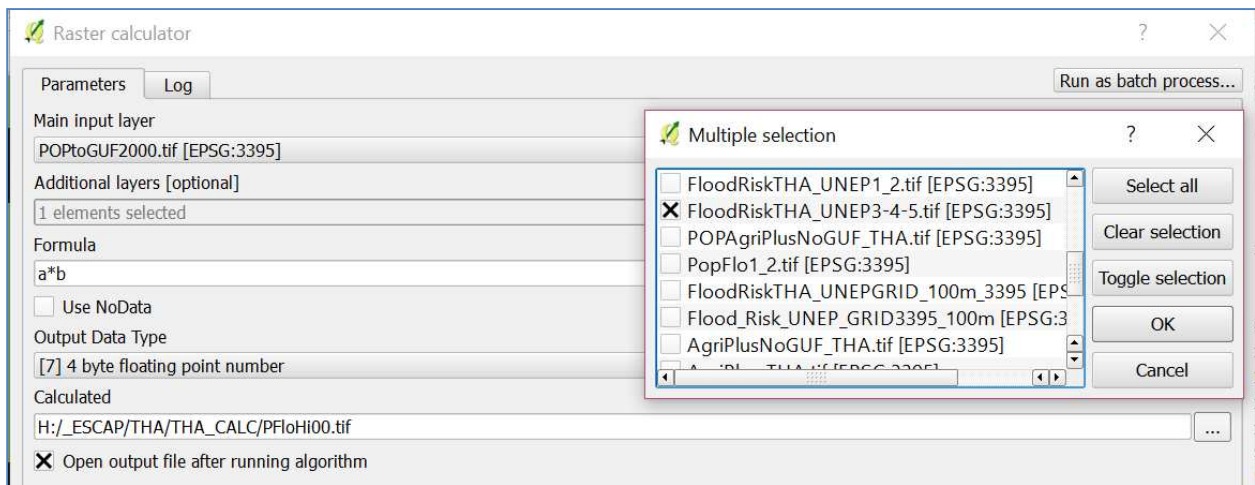 Raster calculator
?
Parameters
Log
Run as batch process...
Main input layer
POPtoGUF2000.tif [EPSG:3395]
Additional layers [optional]
1 elements selected
Formula
a*b
Use NoData
Output Data Type
[7] 4 byte floating point number
Calculated
H:/_ESCAP/THA/THA_CALC/PFloHi00.tif
...
Open output file after running algorithm
Multiple selection
?
FloodRiskTHA_UNEP1_2.tif [EPSG:3395]
FloodRiskTHA_UNEP3-4-5.tif [EPSG:3395]
POPAgriPlusNoGUF_THA.tif [EPSG:3395]
PopFlo1_2.tif [EPSG:3395]
FloodRiskTHA_UNEPGRID_100m_3395 [EPS
Flood_Risk_UNEP_GRID3395_100m [EPSG:3
AgriPlusNoGUF_THA.tif [EPSG:3395]
Select all
Clear selection
Toggle selection
OK
Cancel